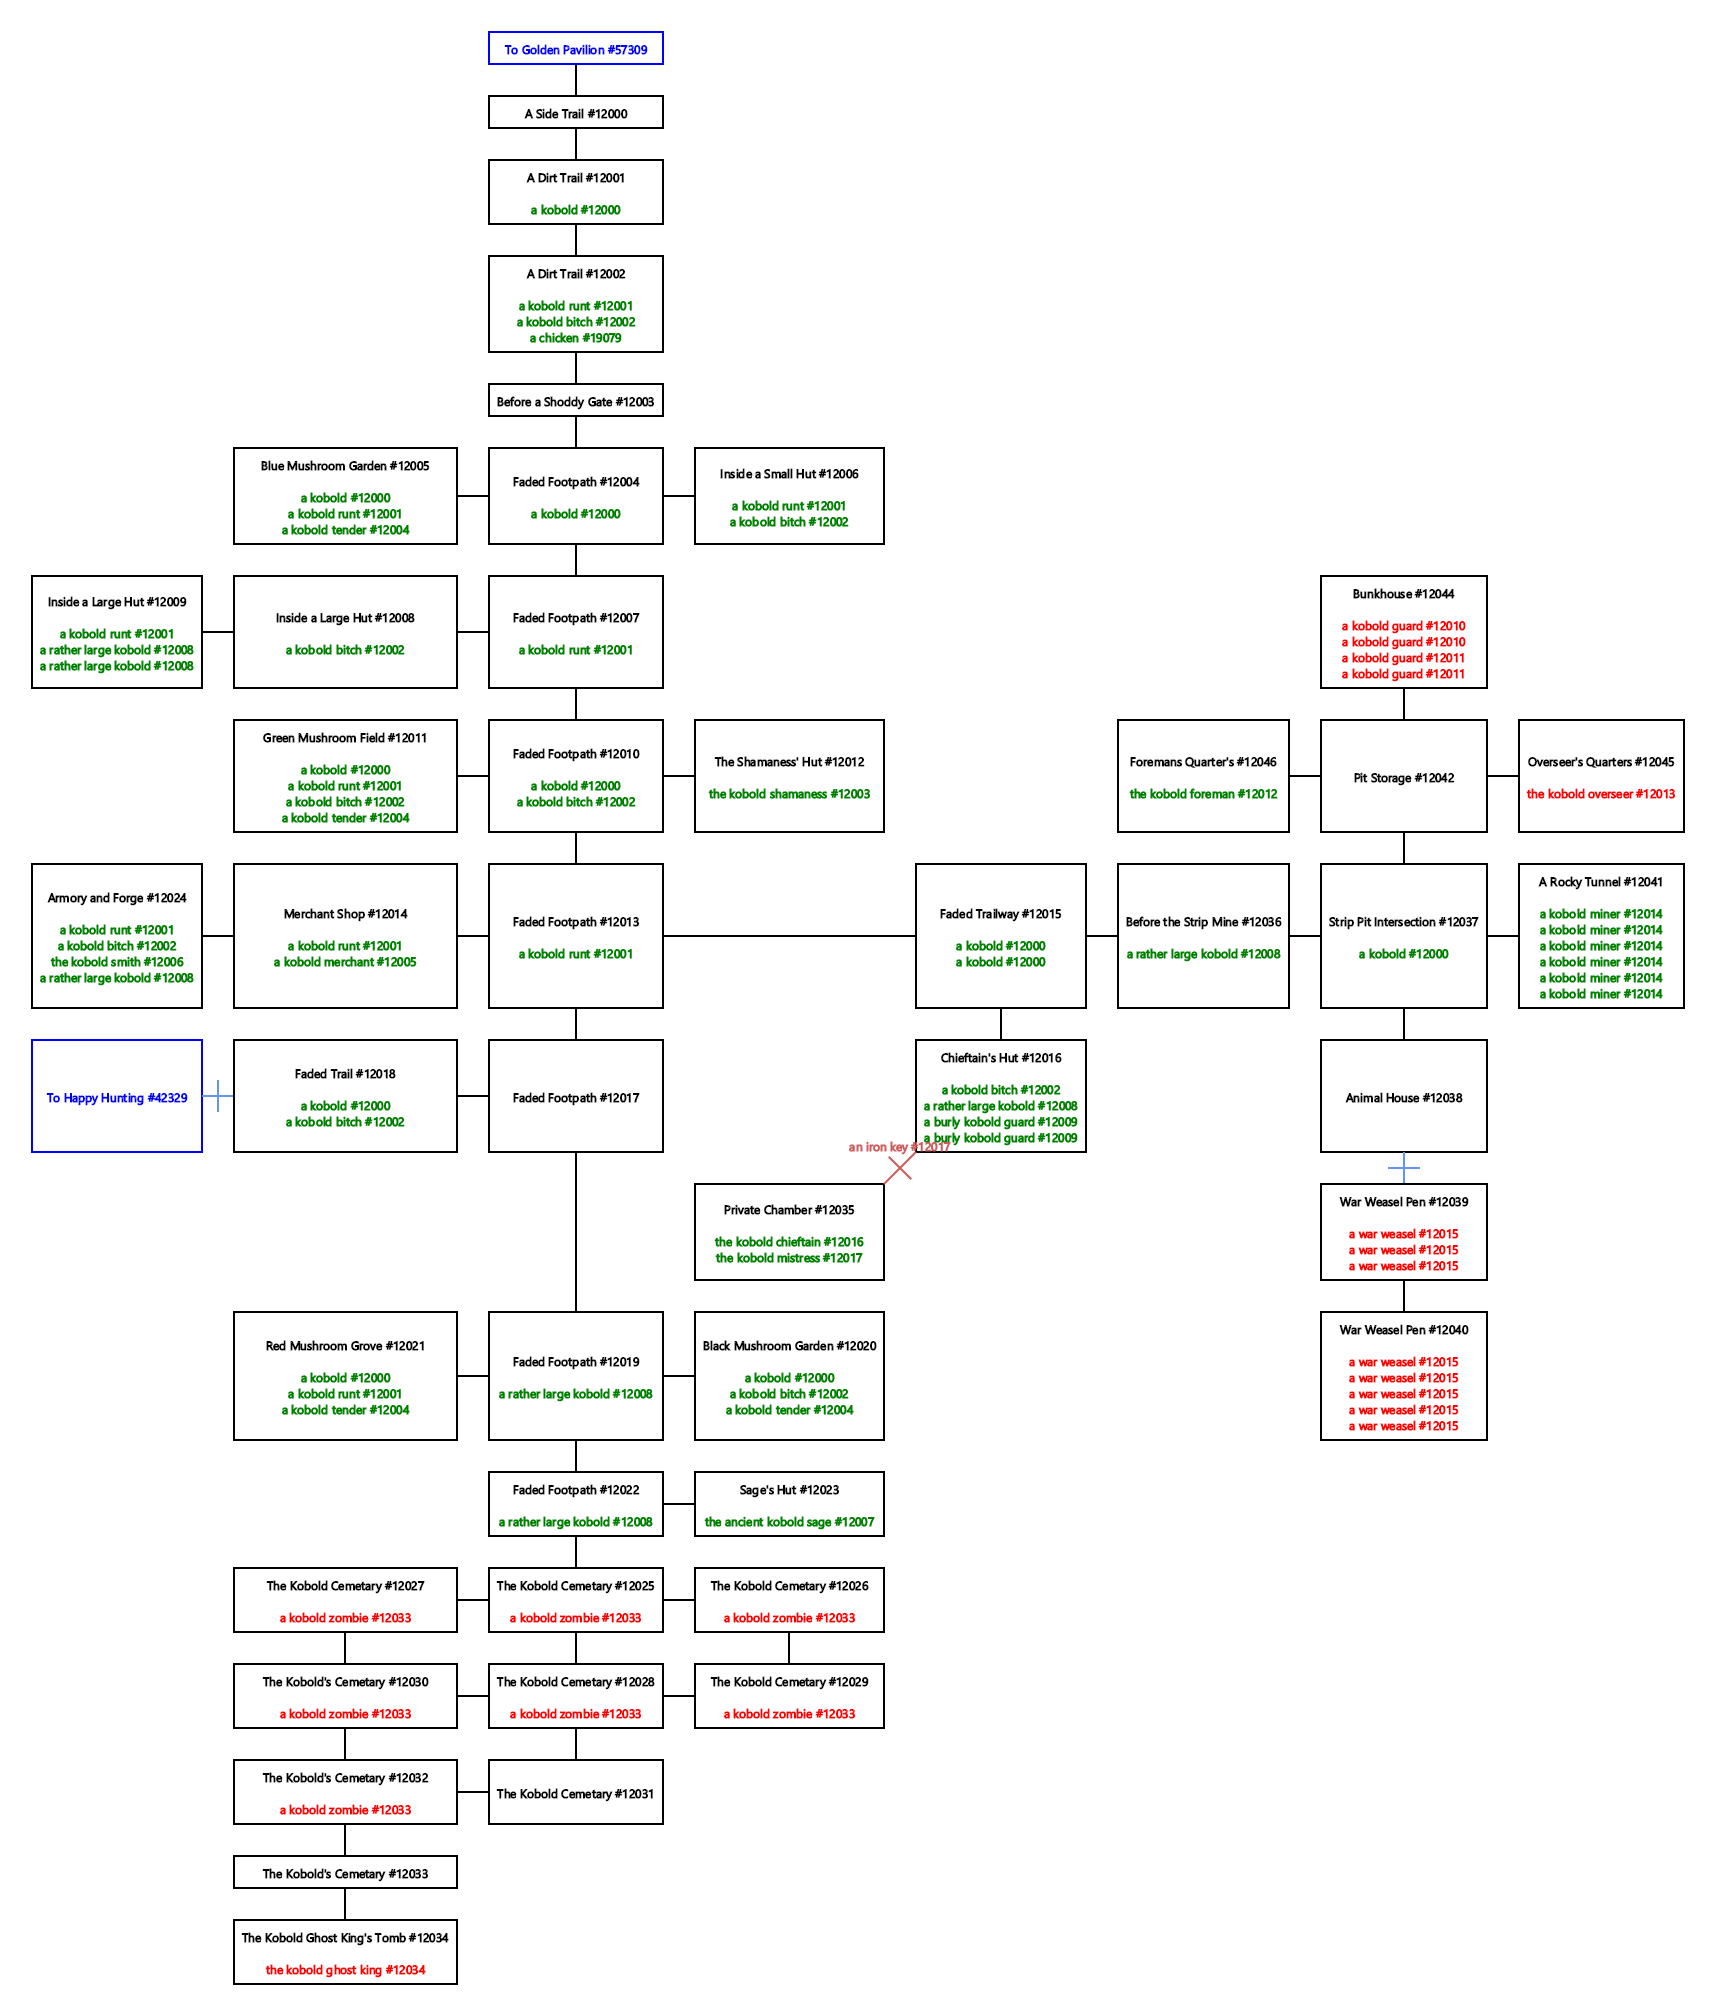 To Golden Pavilion #57309
A Side Trail #12000
A Dirt Trail #12001
a kobold #12000
A Dirt Trail #12002
a kobold runt #12001
a kobold bitch #12002
a chicken #19079
Before a Shoddy Gate #12003
Blue Mushroom Garden #12005
a kobold #12000
a kobold runt #12001
a kobold tender #12004
Faded Footpath #12004
a kobold #12000
Inside a Small Hut #12006
a kobold runt #12001
a kobold bitch #12002
Inside a Large Hut #12009
a kobold runt #12001
a rather large kobold #12008
a rather large kobold #12008
Inside a Large Hut #12008
a kobold bitch #12002
Faded Footpath #12007
a kobold runt #12001
Bunkhouse #12044
a kobold guard #12010
a kobold guard #12010
a kobold guard #12011
a kobold guard #12011
Green Mushroom Field #12011
a kobold #12000
a kobold runt #12001
a kobold bitch #12002
a kobold tender #12004
Faded Footpath #12010
a kobold #12000
a kobold bitch #12002
The Shamaness' Hut #12012
the kobold shamaness #12003
Foremans Quarter's #12046
the kobold foreman #12012
Pit Storage #12042
Overseer's Quarters #12045
the kobold overseer #12013
Armory and Forge #12024
a kobold runt #12001
a kobold bitch #12002
the kobold smith #12006
a rather large kobold #12008
Merchant Shop #12014
a kobold runt #12001
a kobold merchant #12005
Faded Footpath #12013
a kobold runt #12001
Faded Trailway #12015
a kobold #12000
a kobold #12000
Before the Strip Mine #12036
a rather large kobold #12008
Strip Pit Intersection #12037
a kobold #12000
A Rocky Tunnel #12041
a kobold miner #12014
a kobold miner #12014
a kobold miner #12014
a kobold miner #12014
a kobold miner #12014
a kobold miner #12014
To Happy Hunting #42329
Faded Trail #12018
a kobold #12000
a kobold bitch #12002
Faded Footpath #12017
Chieftain's Hut #12016
a kobold bitch #12002
a rather large kobold #12008
a burly kobold guard #12009
a burly kobold guard #12009
an iron key #12017
Animal House #12038
Private Chamber #12035
the kobold chieftain #12016
the kobold mistress #12017
War Weasel Pen #12039
a war weasel #12015
a war weasel #12015
a war weasel #12015
Red Mushroom Grove #12021
a kobold #12000
a kobold runt #12001
a kobold tender #12004
Faded Footpath #12019
a rather large kobold #12008
Black Mushroom Garden #12020
a kobold #12000
a kobold bitch #12002
a kobold tender #12004
War Weasel Pen #12040
a war weasel #12015
a war weasel #12015
a war weasel #12015
a war weasel #12015
a war weasel #12015
Faded Footpath #12022
a rather large kobold #12008
Sage's Hut #12023
the ancient kobold sage #12007
The Kobold Cemetary #12027
a kobold zombie #12033
The Kobold Cemetary #12025
a kobold zombie #12033
The Kobold Cemetary #12026
a kobold zombie #12033
The Kobold's Cemetary #12030
a kobold zombie #12033
The Kobold Cemetary #12028
a kobold zombie #12033
The Kobold Cemetary #12029
a kobold zombie #12033
The Kobold's Cemetary #12032
a kobold zombie #12033
The Kobold Cemetary #12031
The Kobold's Cemetary #12033
The Kobold Ghost King's Tomb #12034
the kobold ghost king #12034